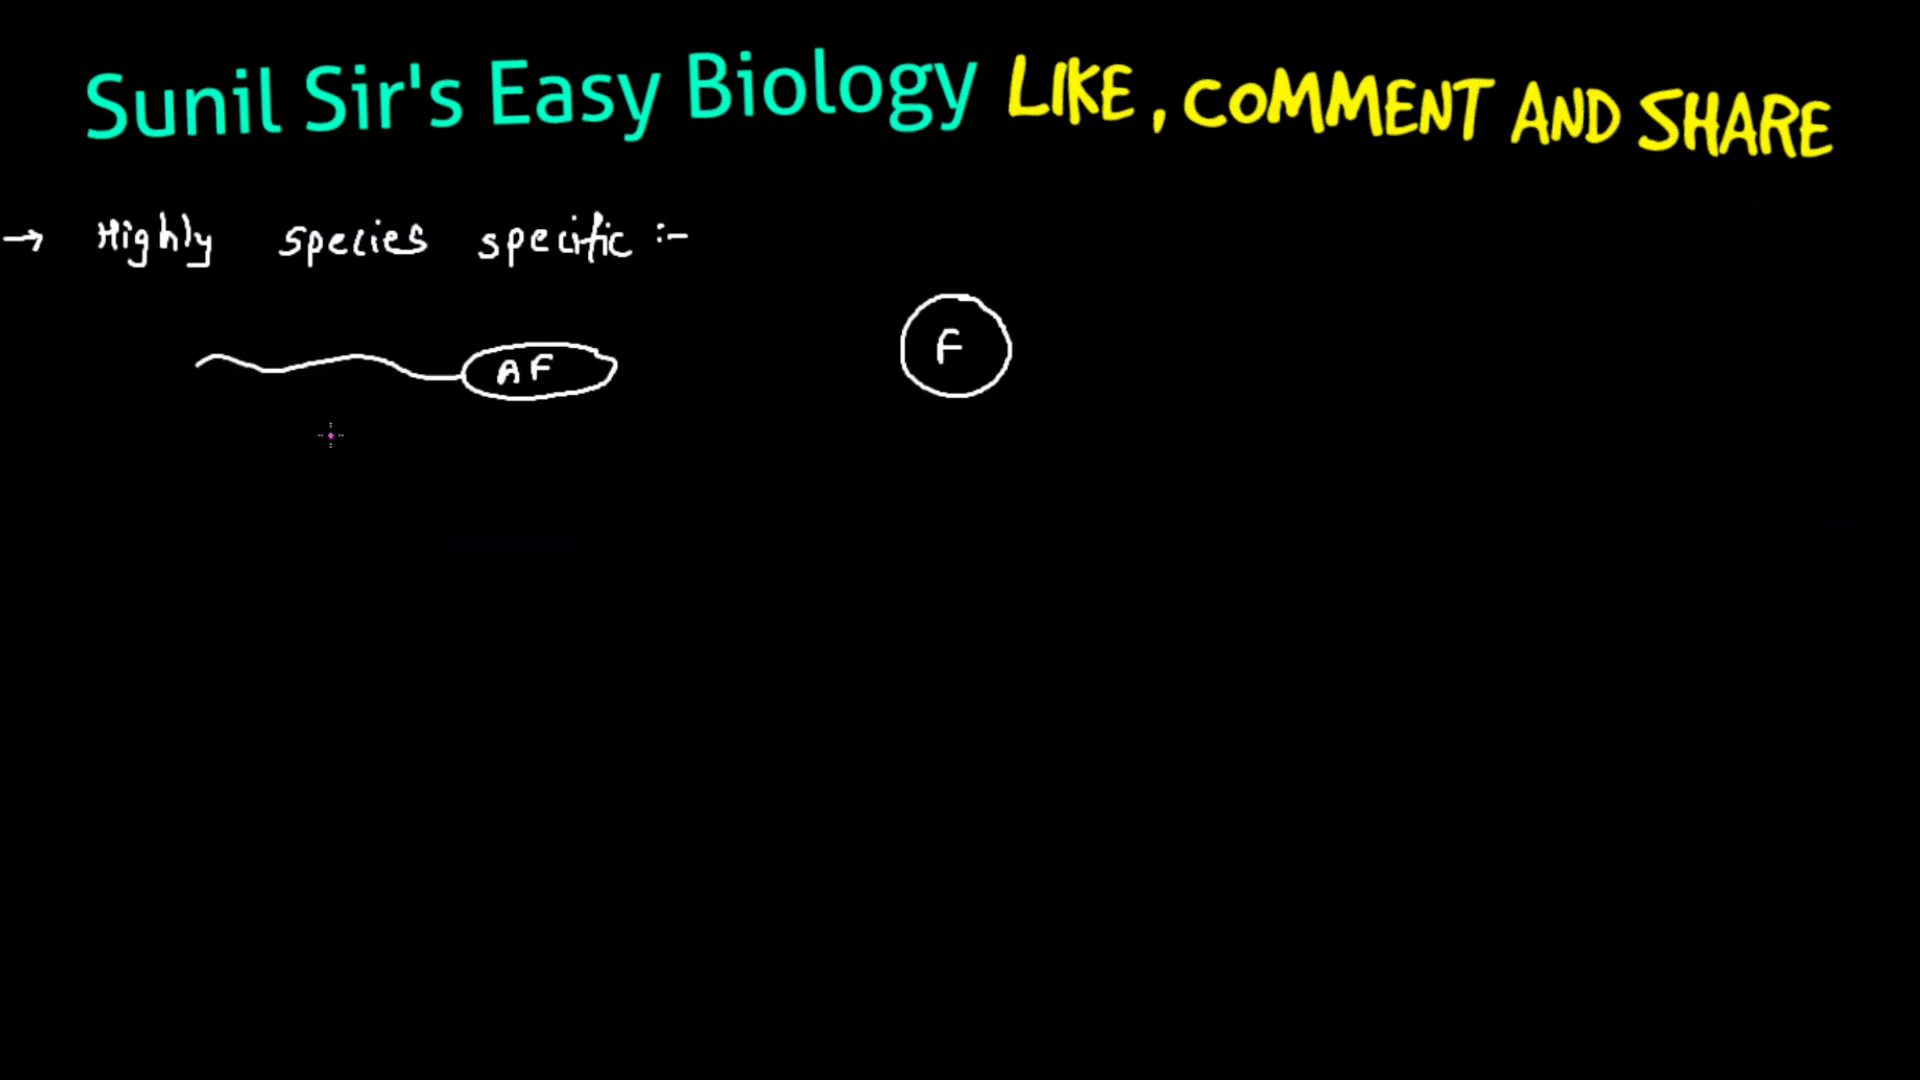 Sunil Sir's Easy Biology LIKE, COMMENT AND SHARE
→ Highly species specific :-
AF
F